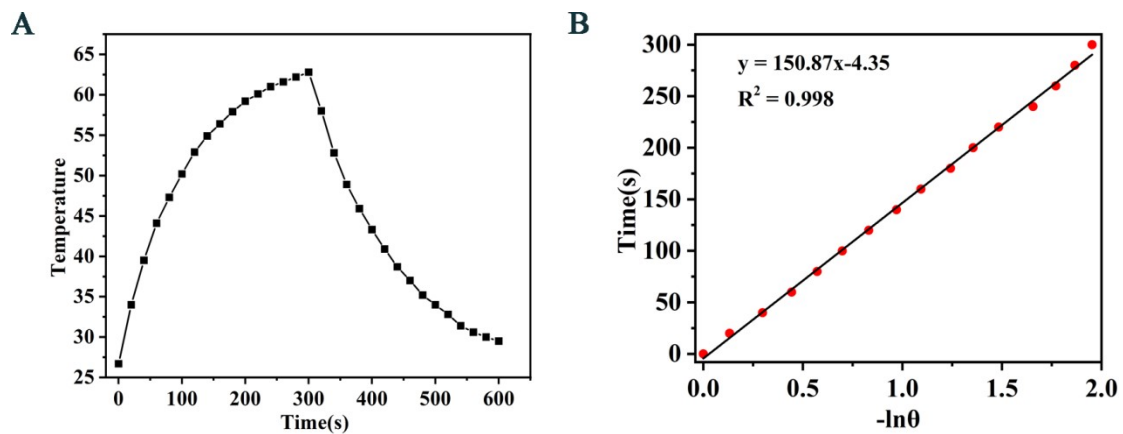 A
65
60
55
50
45
40
35
30
25
Temperature
0 100 200 300 400 500 600
Time(s)
B
y = 150.87x-4.35
R² = 0.998
300
250
200
150
100
50
0
Time(s)
0.0 0.5 1.0 1.5 2.0
-lnθ